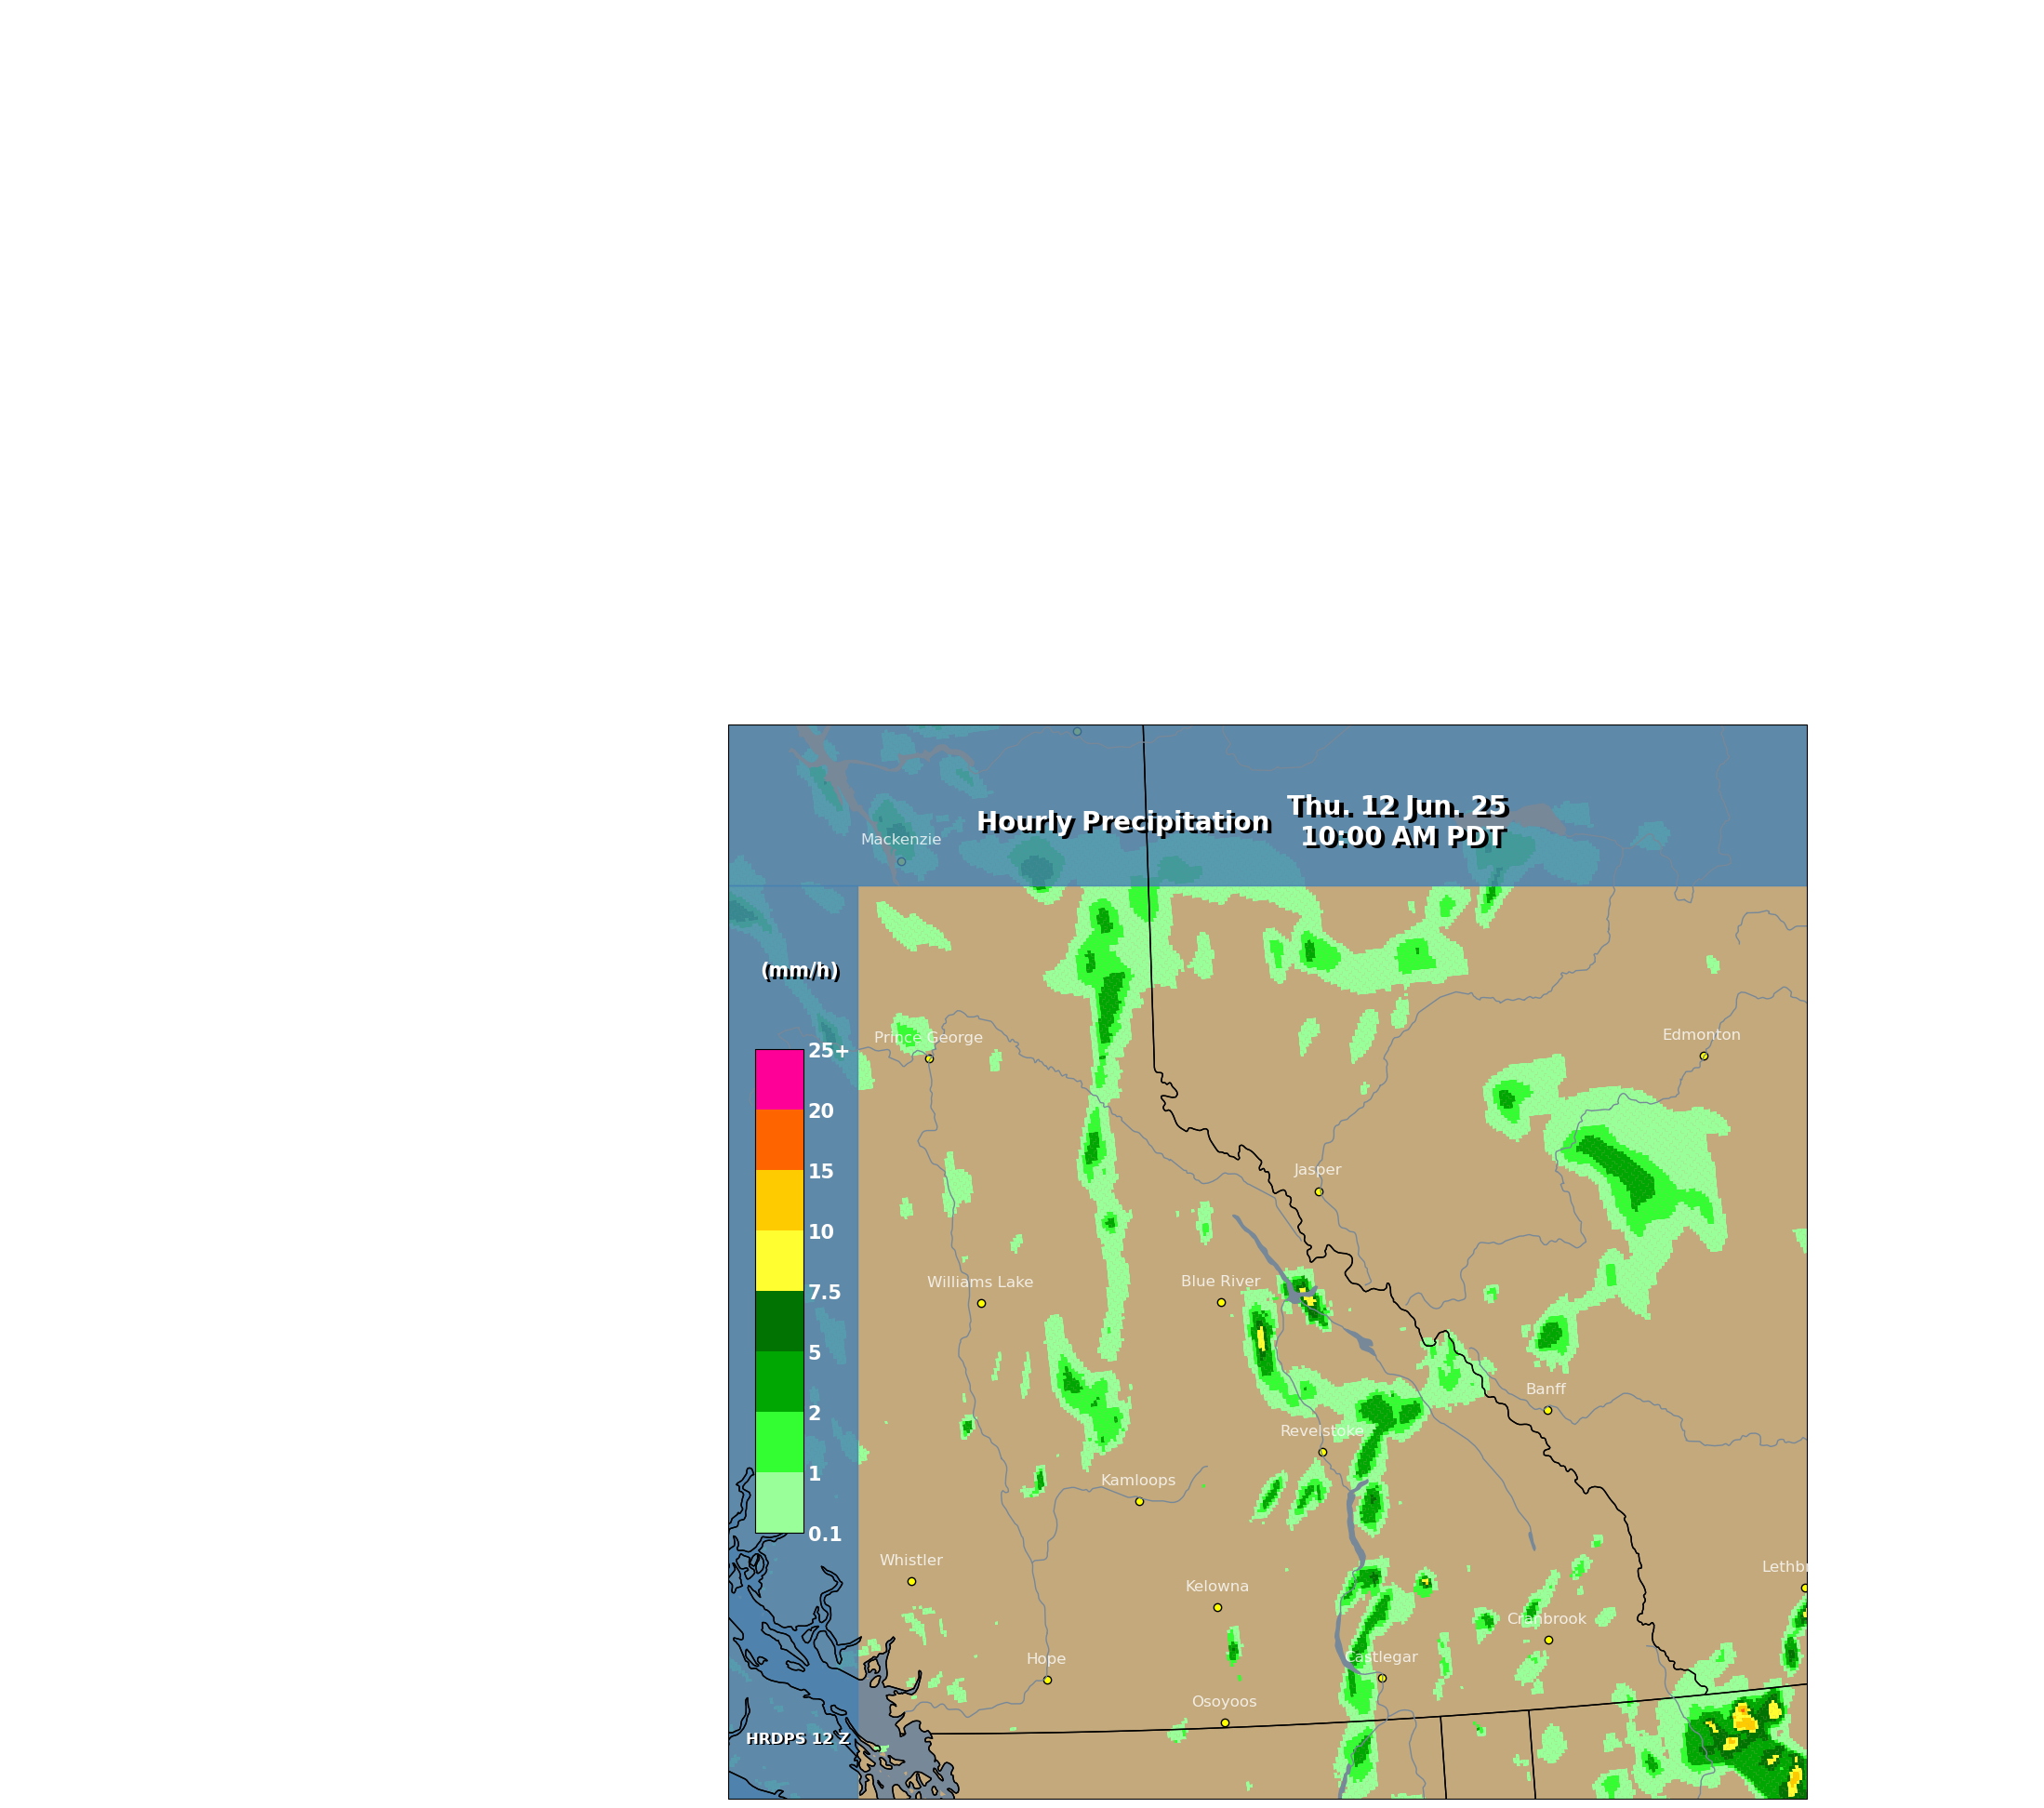 Thu. 12 Jun. 25
Hourly Precipitation
10:00 AM PDT
Mackenzie
(mm/h)
Prince George
Edmonton
25+
20
15
Jasper
10
Williams Lake
Blue River
7.5
5
Banff
2
Revelstoke
1
Kamloops
0.1
Whistler
Lethbr
Kelowna
Cranbrook
Hope
Castlegar
Osoyoos
HRDPS 12 Z